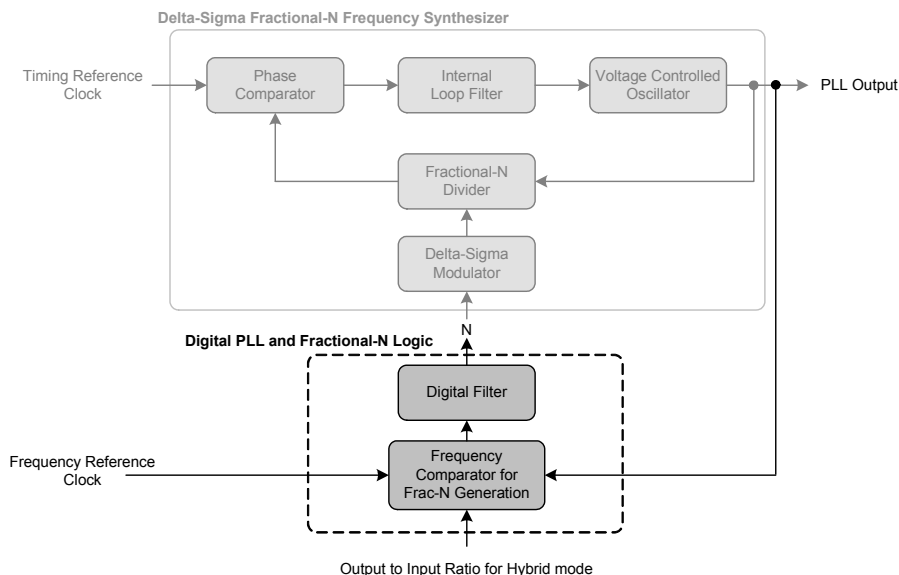 Delta-Sigma Fractional-N Frequency Synthesizer
Timing Reference
Clock
Phase
Comparator
Internal
Loop Filter
Voltage Controlled
Oscillator
PLL Output
Fractional-N
Divider
Delta-Sigma
Modulator
N
Digital PLL and Fractional-N Logic
Digital Filter
Frequency Reference
Clock
Frequency
Comparator for
Frac-N Generation
Output to Input Ratio for Hybrid mode